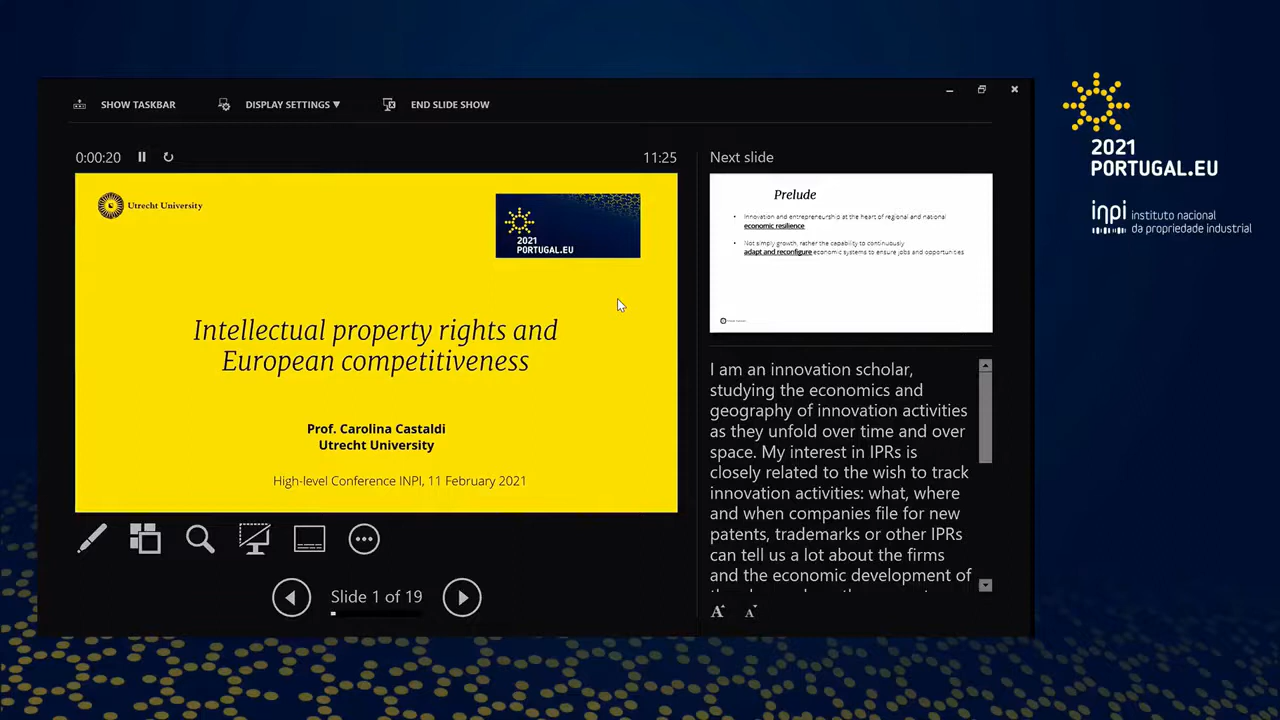 SHOW TASKBAR
DISPLAY SETTINGS ▼
END SLIDE SHOW
0:00:20
11:25
Utrecht University
2021
PORTUGAL.EU
Intellectual property rights and
European competitiveness
Prof. Carolina Castaldi
Utrecht University
High-level Conference INPI, 11 February 2021
Slide 1 of 19
Next slide
Prelude
• Innovation and entrepreneurship at the heart of regional and national
economic resilience
• Not simply growth, rather the capability to continuously
adapt and reconfigure economic systems to ensure jobs and opportunities
I am an innovation scholar,
studying the economics and
geography of innovation activities
as they unfold over time and over
space. My interest in IPRs is
closely related to the wish to track
innovation activities: what, where
and when companies file for new
patents, trademarks or other IPRs
can tell us a lot about the firms
and the economic development of
A A
2021
PORTUGAL.EU
inpi instituto nacional
da propriedade industrial